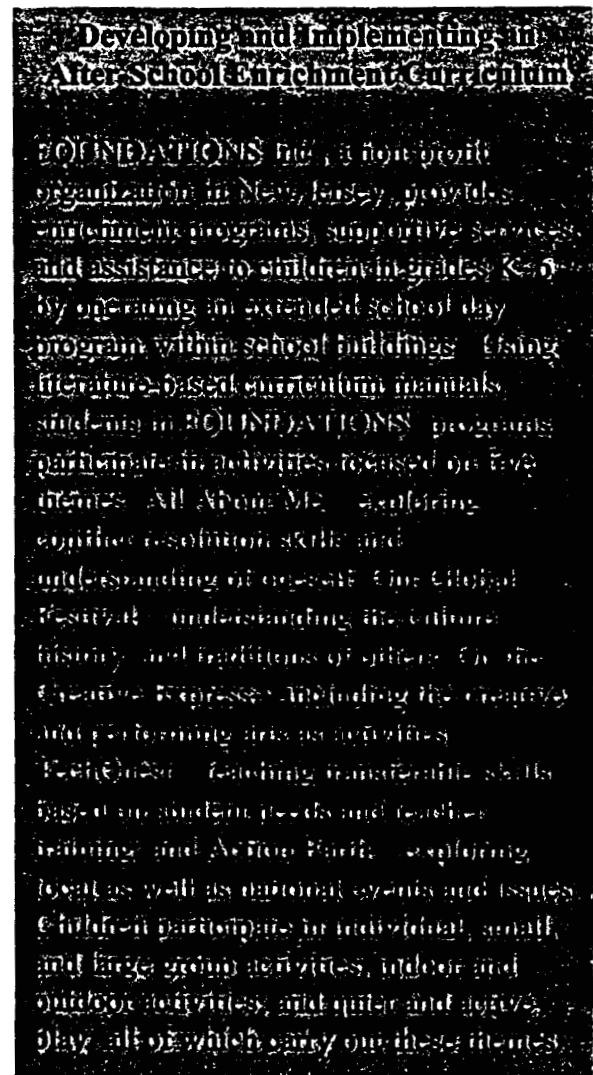 Developing and Implementing an
After-School Enrichment Curriculum
FOUNDATIONS Inc., a non-profit
organization in New Jersey, provides
enrichment programs, supportive services,
and assistance to children in grades K-6
by operating an extended school day
program within school buildings. Using
literature-based curriculum manuals,
students in FOUNDATIONS programs
participate in activities focused on five
themes: All About Me exploring
conflict resolution skills and
understanding of oneself; Our Global
Festival understanding the culture,
history, and traditions of others; On the
Creative Express including the creative
and performing arts as activities;
TechQuest teaching transferable skills
based on student needs and teacher
training; and Action Earth exploring
local as well as national events and issues.
Children participate in individual, small,
and large group activities, indoor and
outdoor activities, and quiet and active
play, all of which carry out these themes.